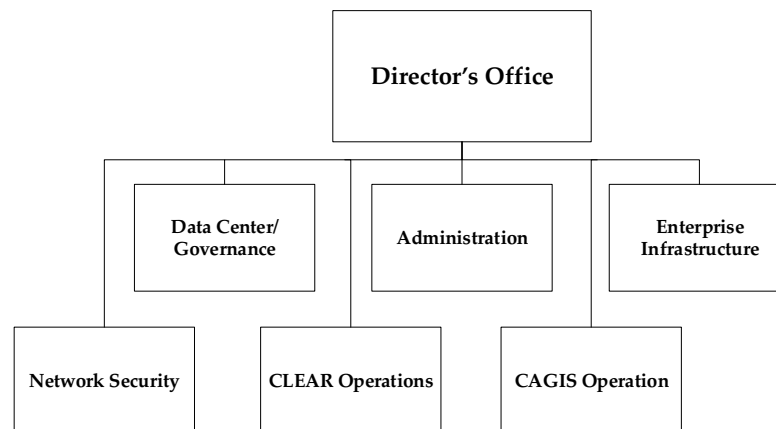 Director’s Office
Data Center/
Governance
Administration
Enterprise
Infrastructure
Network Security
CLEAR Operations
CAGIS Operation